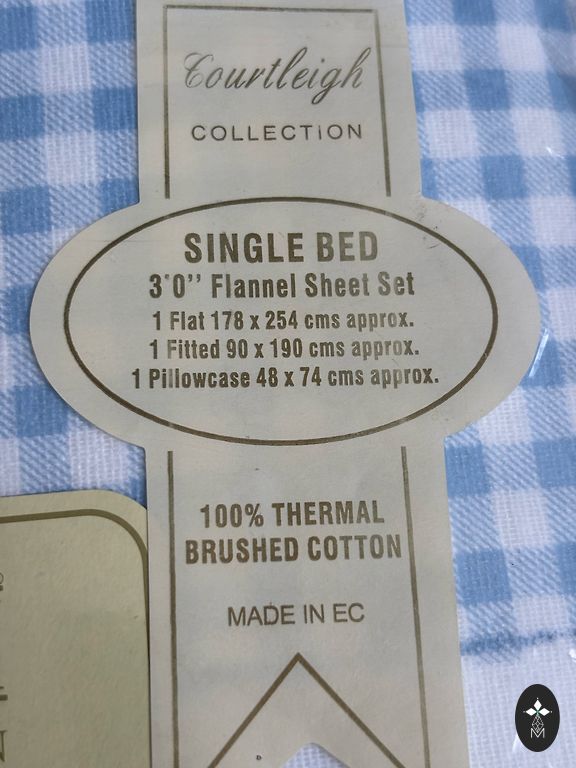 Courtleigh
COLLECTION
SINGLE BED
3'0" Flannel Sheet Set
1 Flat 178 x 254 cms approx.
1 Fitted 90 x 190 cms approx.
1 Pillowcase 48 x 74 cms approx.
100% THERMAL
BRUSHED COTTON
MADE IN EC
M